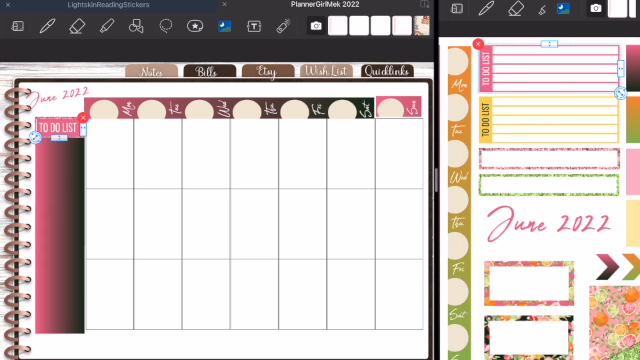 LightskinReadingStickers
PlannerGirlMek 2022
Notes
Bills
Etsy
Wish List
Quicklinks
June 2022
Mon
Tue
Wed
Thu
Fri
Sat
Sun
TO DO LIST
TO DO LIST
TO DO LIST
Mon
Tue
Wed
Thu
Fri
Sat
June 2022